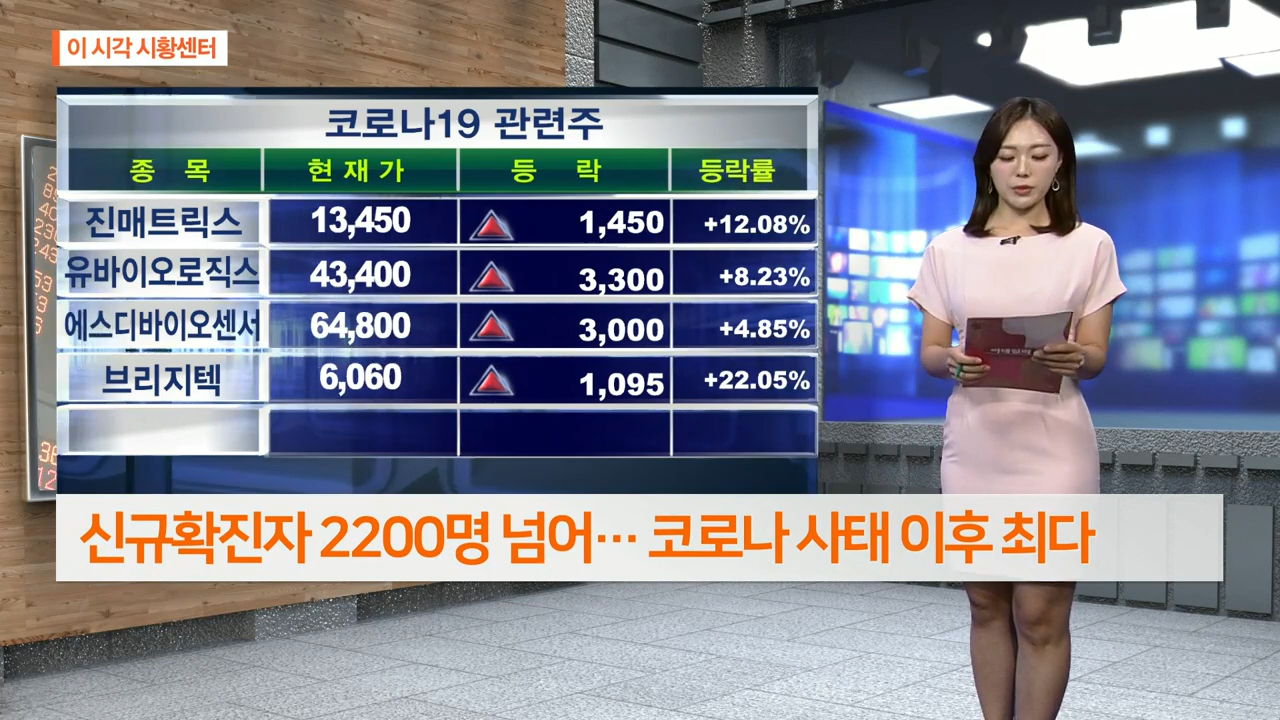 이 시각 시황센터
코로나19 관련주
종 목 현 재 가 등 락 등락률
진매트릭스 13,450 ▲ 1,450 +12.08%
유바이오로직스 43,400 ▲ 3,300 +8.23%
에스디바이오센서 64,800 ▲ 3,000 +4.85%
브리지텍 6,060 ▲ 1,095 +22.05%
신규확진자 2200명 넘어… 코로나 사태 이후 최다